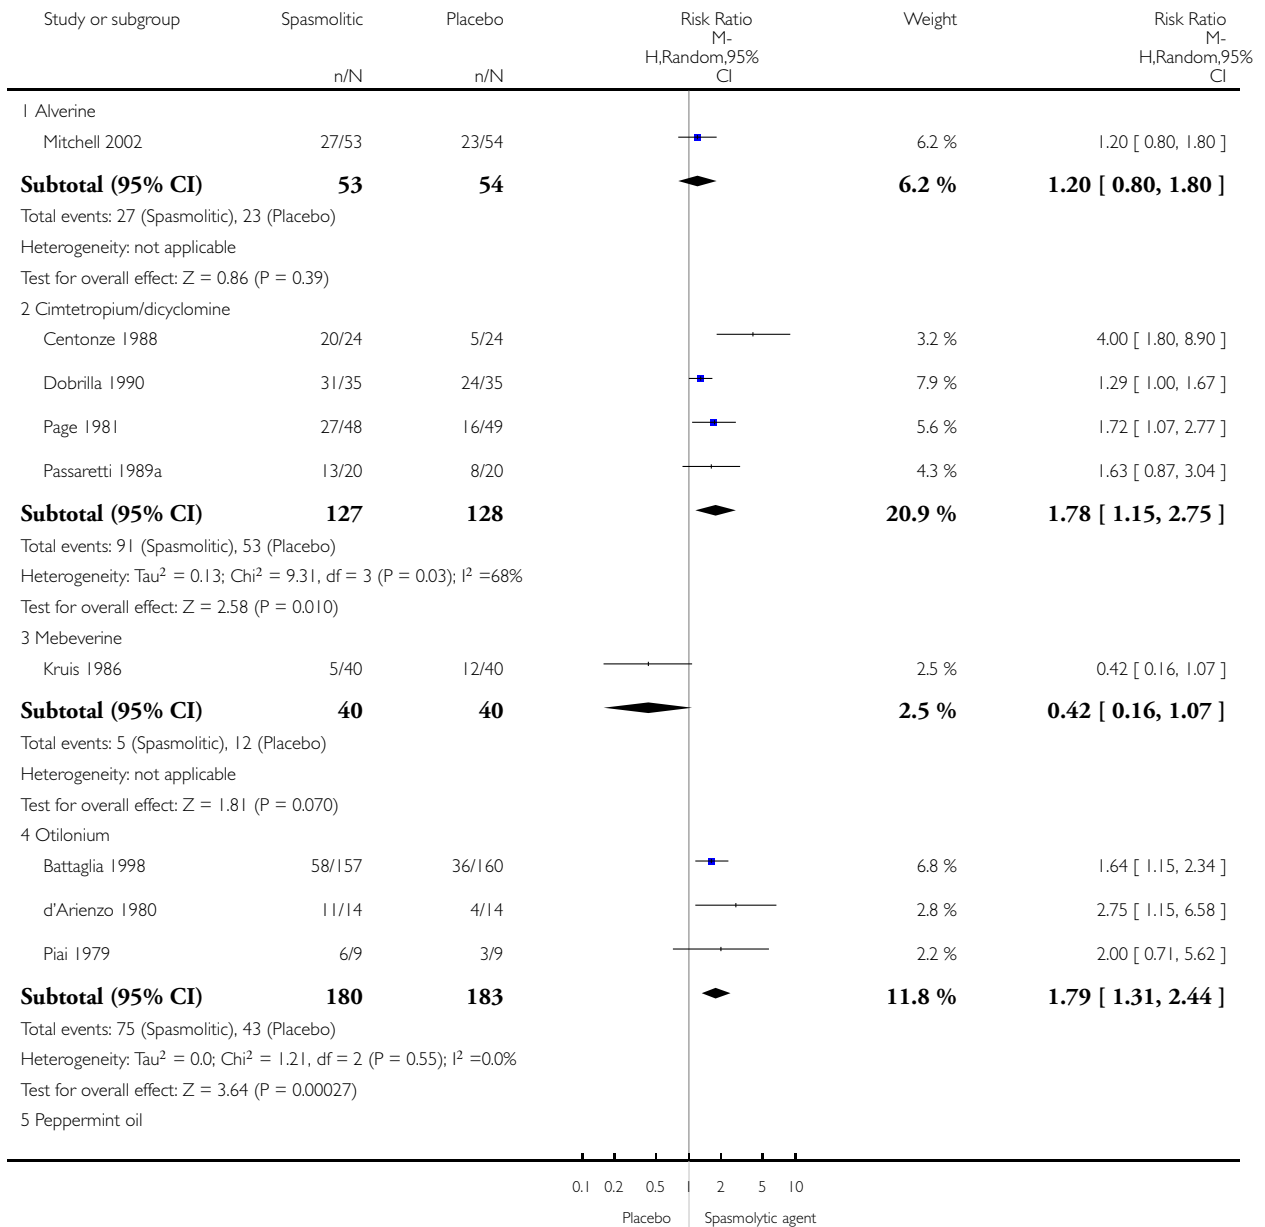 Study or subgroup Spasmolitic Placebo Risk Ratio Weight Risk Ratio
M- M-
H,Random,95% H,Random,95%
n/N n/N CI CI
1 Alverine
Mitchell 2002 27/53 23/54 6.2 % 1.20 [ 0.80, 1.80 ]
Subtotal (95% CI) 53 54 6.2 % 1.20 [ 0.80, 1.80 ]
Total events: 27 (Spasmolitic), 23 (Placebo)
Heterogeneity: not applicable
Test for overall effect: Z = 0.86 (P = 0.39)
2 Cimtetropium/dicyclomine
Centonze 1988 20/24 5/24 3.2 % 4.00 [ 1.80, 8.90 ]
Dobrilla 1990 31/35 24/35 7.9 % 1.29 [ 1.00, 1.67 ]
Page 1981 27/48 16/49 5.6 % 1.72 [ 1.07, 2.77 ]
Passaretti 1989a 13/20 8/20 4.3 % 1.63 [ 0.87, 3.04 ]
Subtotal (95% CI) 127 128 20.9 % 1.78 [ 1.15, 2.75 ]
Total events: 91 (Spasmolitic), 53 (Placebo)
Heterogeneity: Tau² = 0.13; Chi² = 9.31, df = 3 (P = 0.03); I² =68%
Test for overall effect: Z = 2.58 (P = 0.010)
3 Mebeverine
Kruis 1986 5/40 12/40 2.5 % 0.42 [ 0.16, 1.07 ]
Subtotal (95% CI) 40 40 2.5 % 0.42 [ 0.16, 1.07 ]
Total events: 5 (Spasmolitic), 12 (Placebo)
Heterogeneity: not applicable
Test for overall effect: Z = 1.81 (P = 0.070)
4 Otilonium
Battaglia 1998 58/157 36/160 6.8 % 1.64 [ 1.15, 2.34 ]
d'Arienzo 1980 11/14 4/14 2.8 % 2.75 [ 1.15, 6.58 ]
Piai 1979 6/9 3/9 2.2 % 2.00 [ 0.71, 5.62 ]
Subtotal (95% CI) 180 183 11.8 % 1.79 [ 1.31, 2.44 ]
Total events: 75 (Spasmolitic), 43 (Placebo)
Heterogeneity: Tau² = 0.0; Chi² = 1.21, df = 2 (P = 0.55); I² =0.0%
Test for overall effect: Z = 3.64 (P = 0.00027)
5 Peppermint oil
0.1 0.2 0.5 1 2 5 10
Placebo Spasmolytic agent